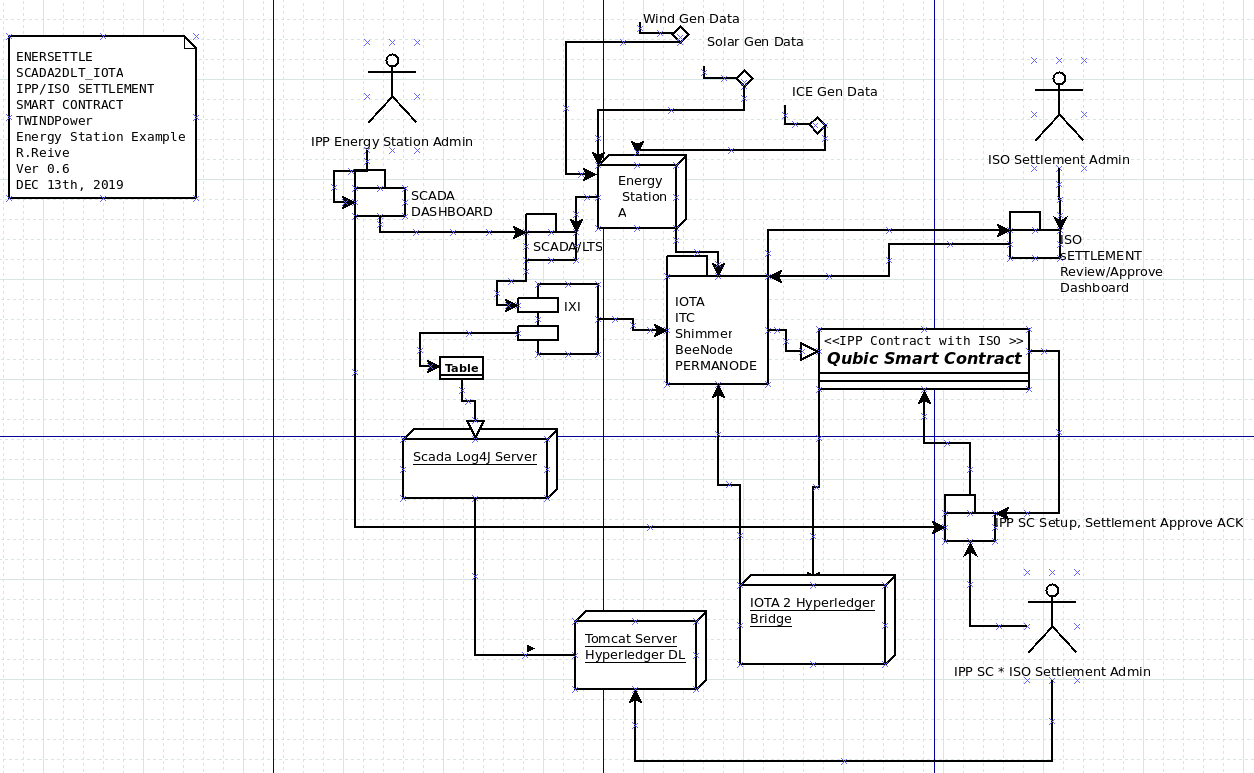 Wind Gen Data
Solar Gen Data
ICE Gen Data
ENERSETTLE
SCADA2DLT_IOTA
IPP/ISO SETTLEMENT
SMART CONTRACT
TWINDPower
Energy Station Example
R.Reive
Ver 0.6
DEC 13th, 2019
IPP Energy Station Admin
ISO Settlement Admin
Energy
Station
A
SCADA
DASHBOARD
SCADA/LTS
ISO
SETTLEMENT
Review/Approve
Dashboard
IXI
IOTA
ITC
Shimmer
BeeNode
PERMANODE
<<IPP Contract with ISO >>
Qubic Smart Contract
Table
Scada Log4J Server
IPP SC Setup, Settlement Approve ACK
IOTA 2 Hyperledger
Bridge
Tomcat Server
Hyperledger DL
IPP SC * ISO Settlement Admin